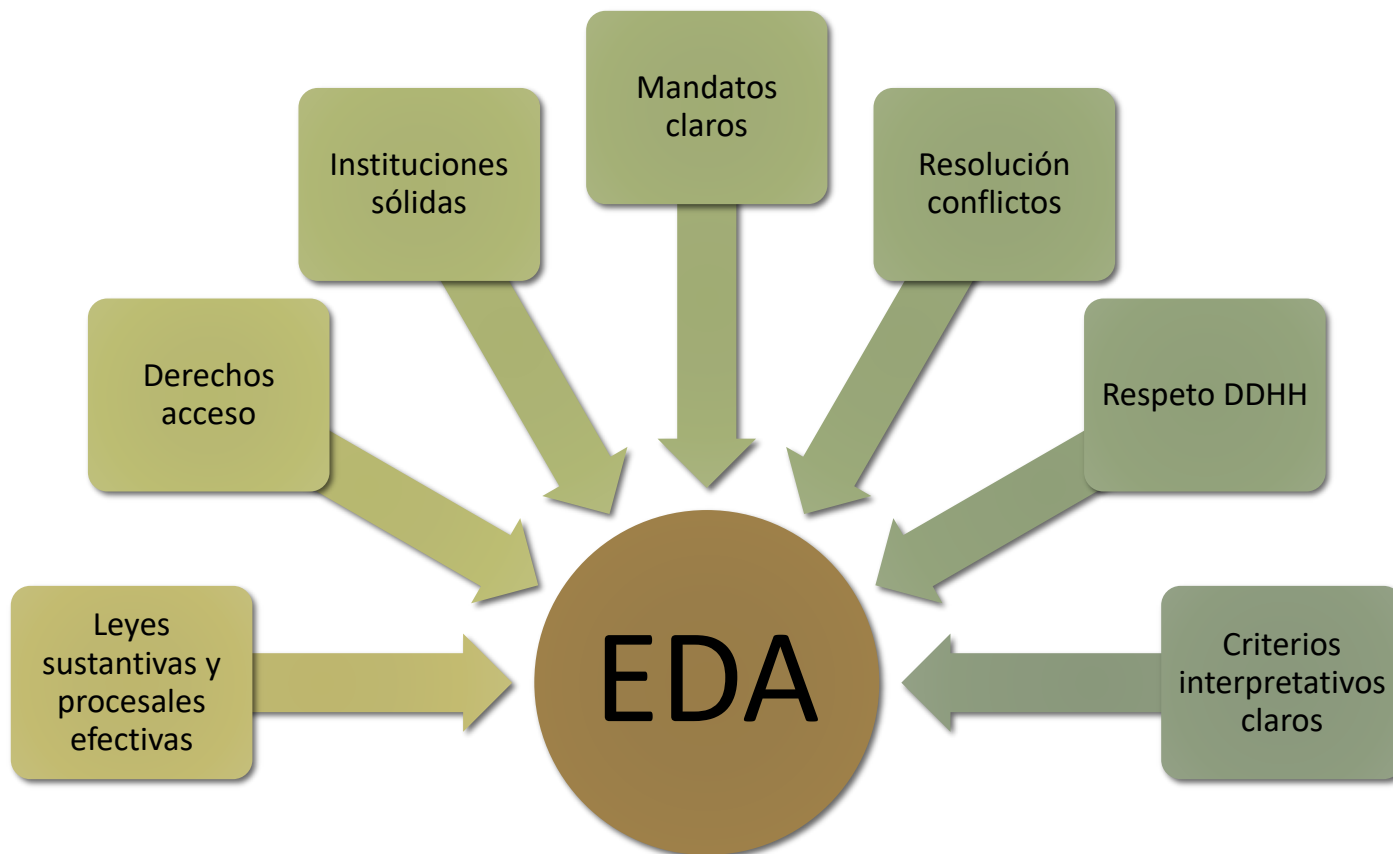 Mandatos
claros
Instituciones
sólidas
Resolución
conflictos
Derechos
acceso
Respeto DDHH
Leyes
sustantivas y
procesales
efectivas
EDA
Criterios
interpretativos
claros